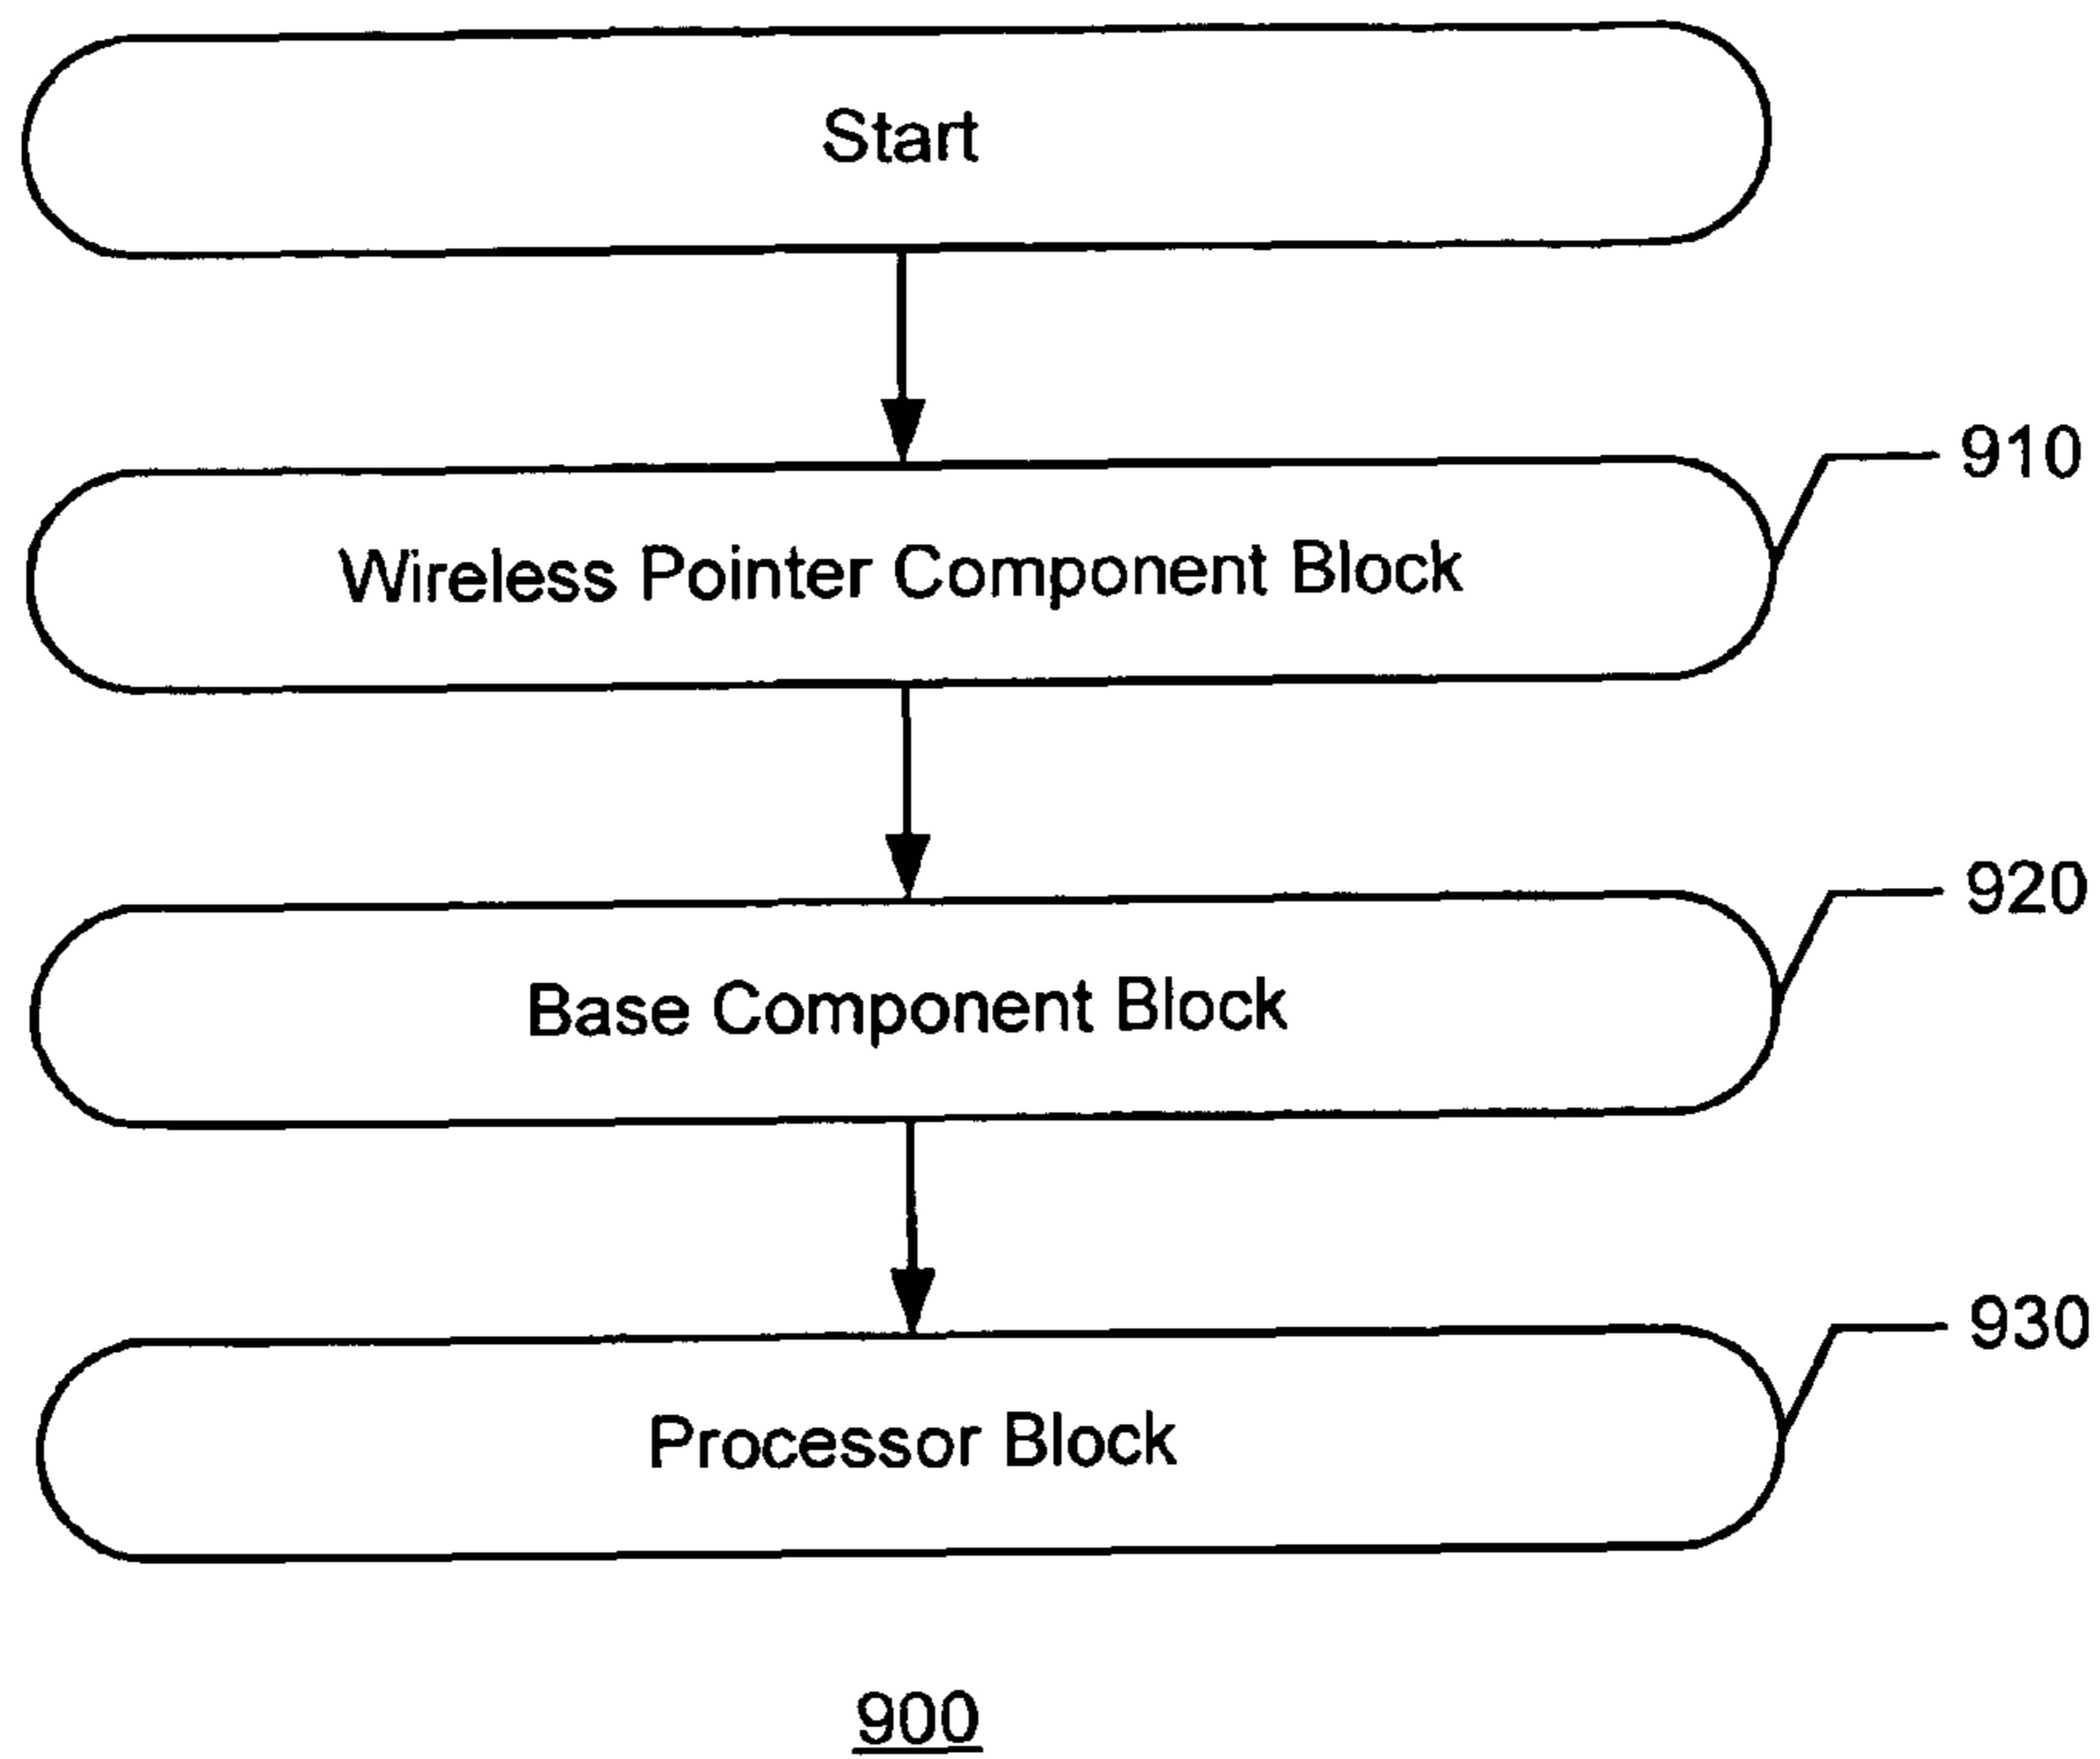 Start
910
Wireless Pointer Component Block
920
Base Component Block
930
Processor Block
900